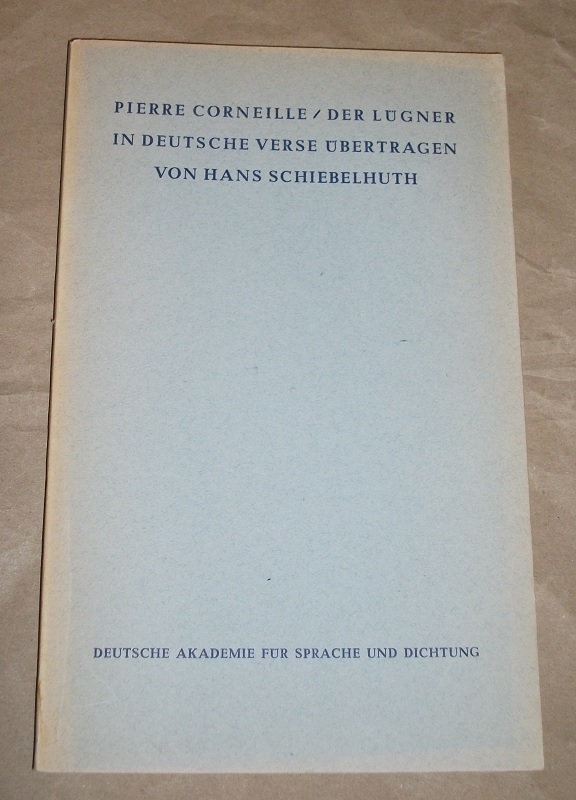 PIERRE CORNEILLE / DER LÜGNER
IN DEUTSCHE VERSE ÜBERTRAGEN
VON HANS SCHIEBELHUTH
DEUTSCHE AKADEMIE FÜR SPRACHE UND DICHTUNG